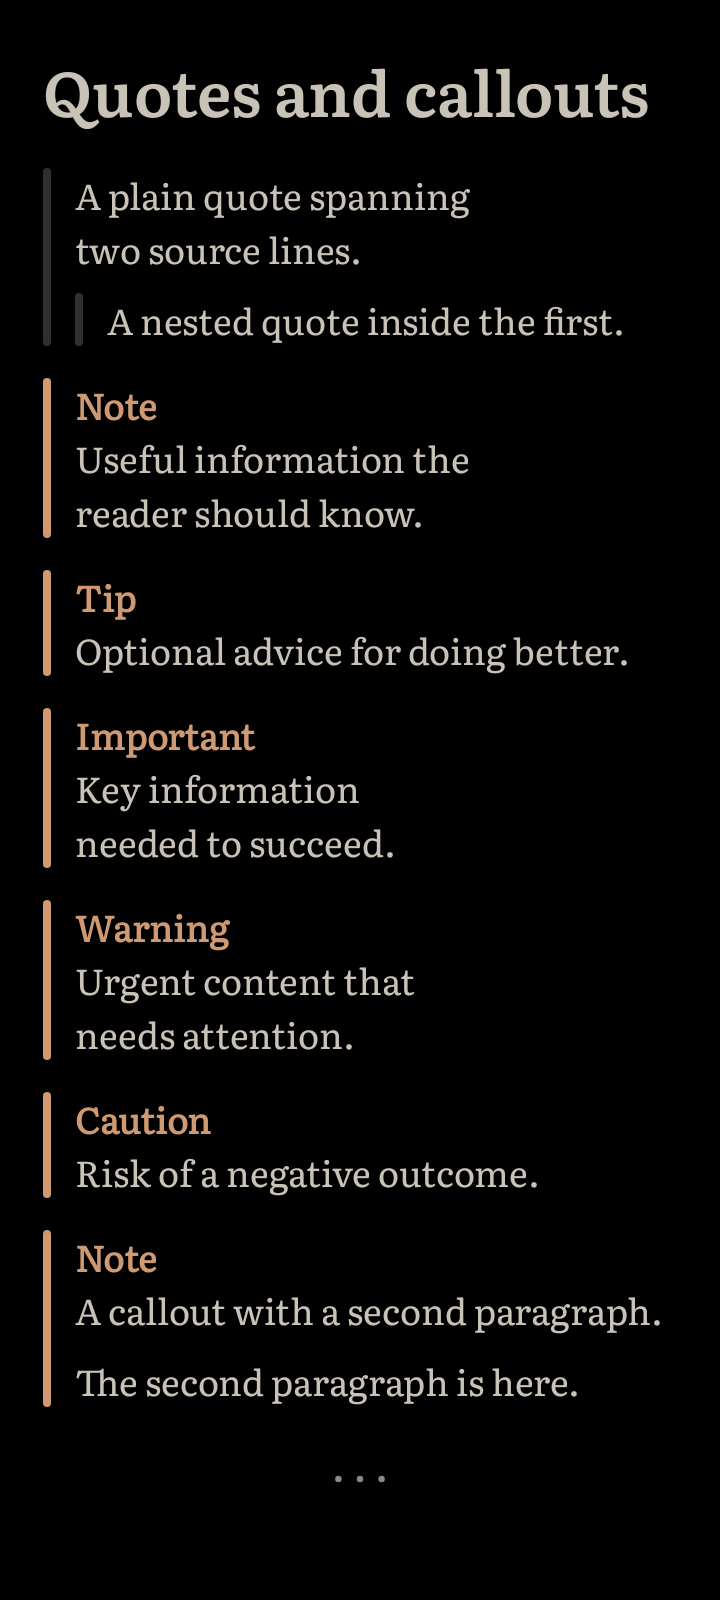 Quotes and callouts
A plain quote spanning
two source lines.
A nested quote inside the first.
Note
Useful information the
reader should know.
Tip
Optional advice for doing better.
Important
Key information
needed to succeed.
Warning
Urgent content that
needs attention.
Caution
Risk of a negative outcome.
Note
A callout with a second paragraph.
The second paragraph is here.
...